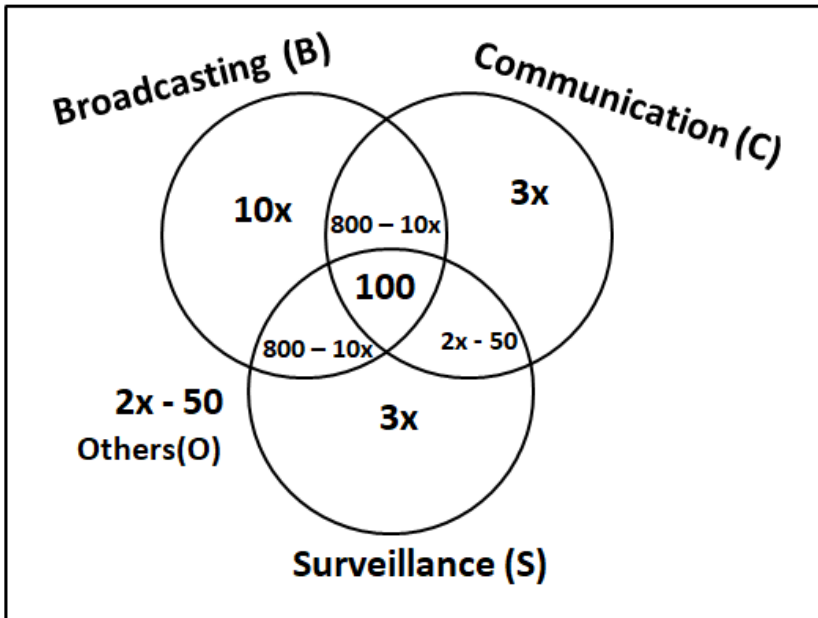 Broadcasting (B)
Communication (C)
10x
3x
800 – 10x
100
800 – 10x
2x - 50
2x - 50
Others(O)
3x
Surveillance (S)